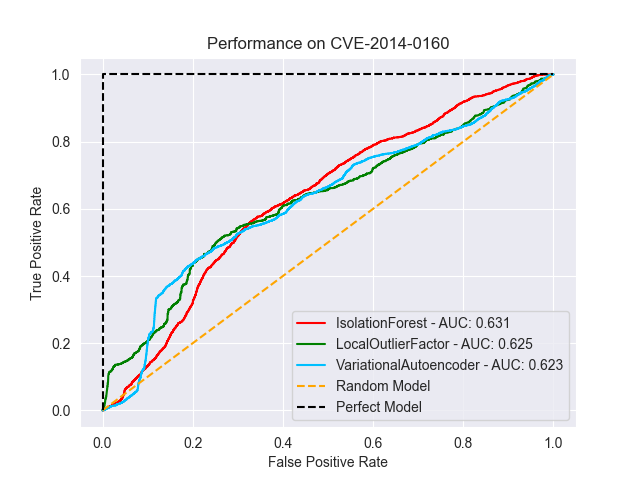 Performance on CVE-2014-0160
True Positive Rate
1.0
0.8
0.6
0.4
0.2
0.0
IsolationForest - AUC: 0.631
LocalOutlierFactor - AUC: 0.625
VariationalAutoencoder - AUC: 0.623
Random Model
Perfect Model
0.0 0.2 0.4 0.6 0.8 1.0
False Positive Rate